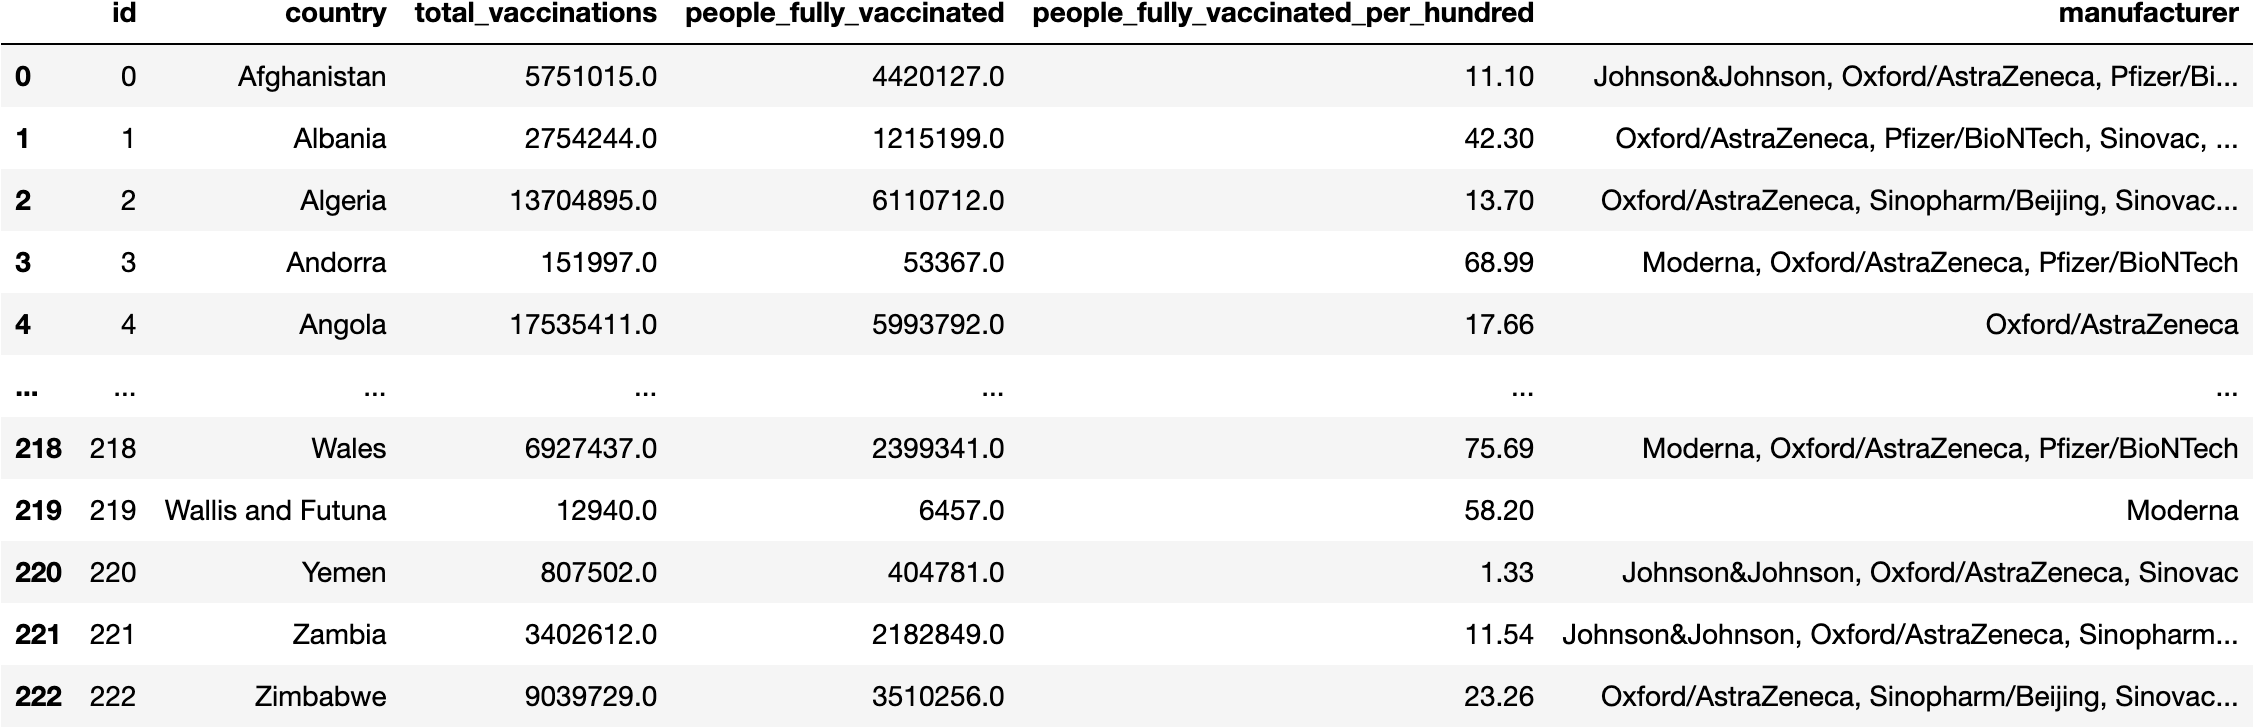 id country total_vaccinations people_fully_vaccinated people_fully_vaccinated_per_hundred manufacturer
0 0 Afghanistan 5751015.0 4420127.0 11.10 Johnson&Johnson, Oxford/AstraZeneca, Pfizer/Bi...
1 1 Albania 2754244.0 1215199.0 42.30 Oxford/AstraZeneca, Pfizer/BioNTech, Sinovac, ...
2 2 Algeria 13704895.0 6110712.0 13.70 Oxford/AstraZeneca, Sinopharm/Beijing, Sinovac...
3 3 Andorra 151997.0 53367.0 68.99 Moderna, Oxford/AstraZeneca, Pfizer/BioNTech
4 4 Angola 17535411.0 5993792.0 17.66 Oxford/AstraZeneca
... ... ... ... ... ... ...
218 218 Wales 6927437.0 2399341.0 75.69 Moderna, Oxford/AstraZeneca, Pfizer/BioNTech
219 219 Wallis and Futuna 12940.0 6457.0 58.20 Moderna
220 220 Yemen 807502.0 404781.0 1.33 Johnson&Johnson, Oxford/AstraZeneca, Sinovac
221 221 Zambia 3402612.0 2182849.0 11.54 Johnson&Johnson, Oxford/AstraZeneca, Sinopharm...
222 222 Zimbabwe 9039729.0 3510256.0 23.26 Oxford/AstraZeneca, Sinopharm/Beijing, Sinovac...